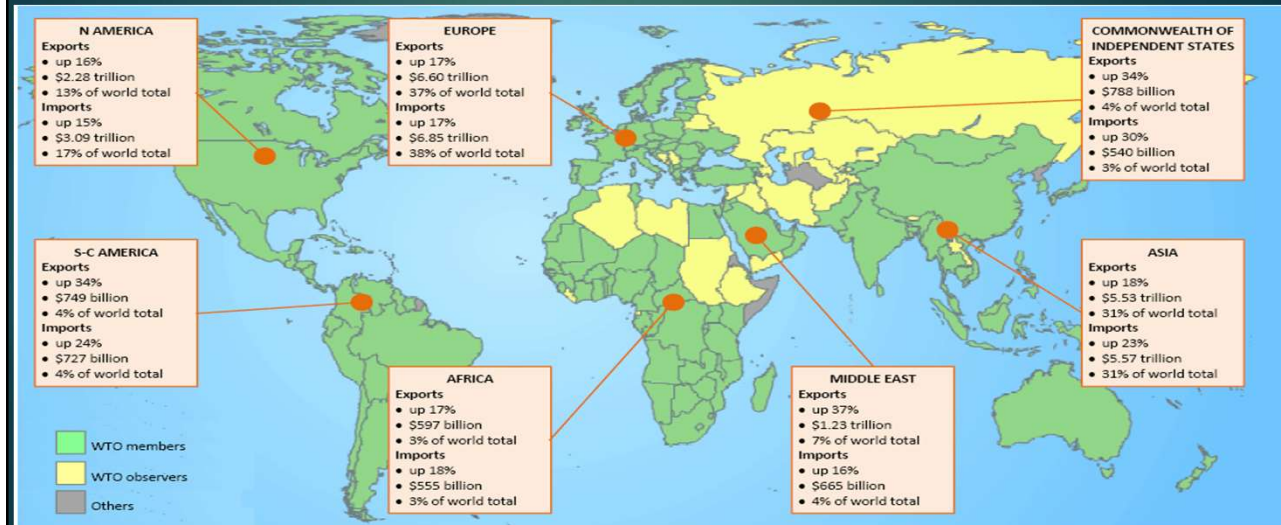 N AMERICA
Exports
• up 16%
• $2.28 trillion
• 13% of world total
Imports
• up 15%
• $3.09 trillion
• 17% of world total
EUROPE
Exports
• up 17%
• $6.60 trillion
• 37% of world total
Imports
• up 17%
• $6.85 trillion
• 38% of world total
COMMONWEALTH OF
INDEPENDENT STATES
Exports
• up 34%
• $788 billion
• 4% of world total
Imports
• up 30%
• $540 billion
• 3% of world total
S-C AMERICA
Exports
• up 34%
• $749 billion
• 4% of world total
Imports
• up 24%
• $727 billion
• 4% of world total
AFRICA
Exports
• up 17%
• $597 billion
• 3% of world total
Imports
• up 18%
• $555 billion
• 3% of world total
MIDDLE EAST
Exports
• up 37%
• $1.23 trillion
• 7% of world total
Imports
• up 16%
• $665 billion
• 4% of world total
ASIA
Exports
• up 18%
• $5.53 trillion
• 31% of world total
Imports
• up 23%
• $5.57 trillion
• 31% of world total
WTO members
WTO observers
Others